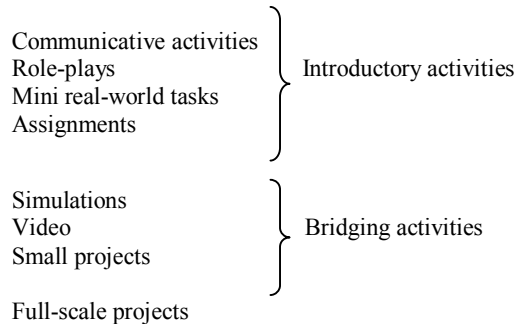 Communicative activities
Role-plays
Mini real-world tasks
Assignments
Introductory activities
Simulations
Video
Small projects
Bridging activities
Full-scale projects